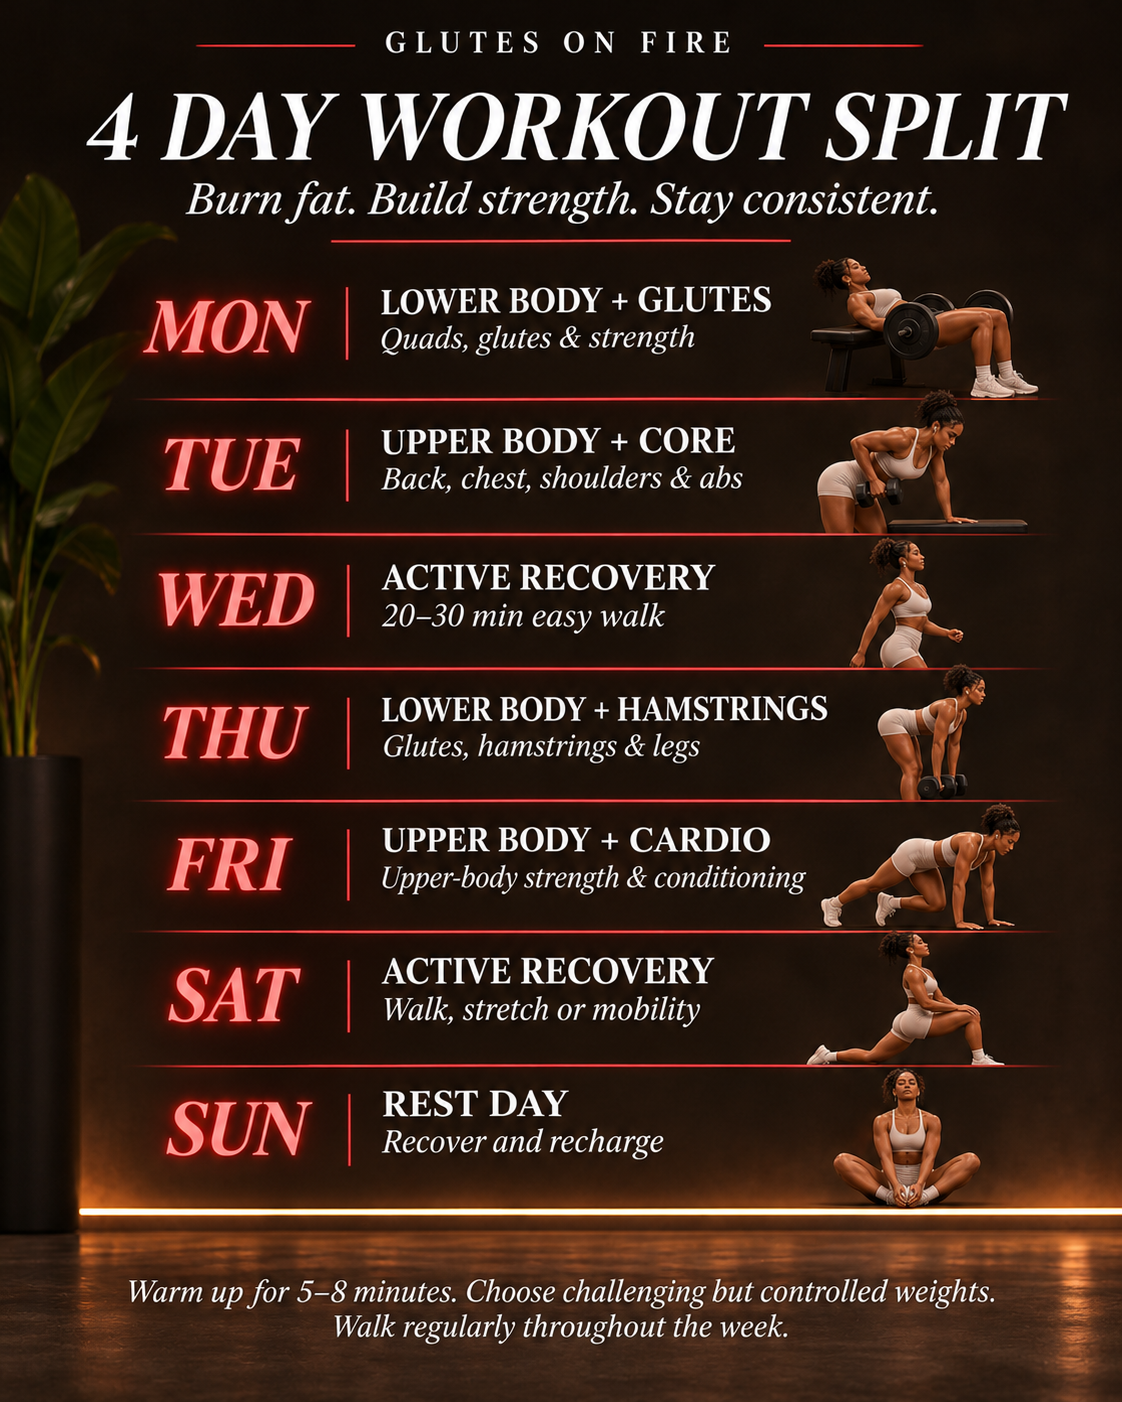 GLUTES ON FIRE
4 DAY WORKOUT SPLIT
Burn fat. Build strength. Stay consistent.
MON
LOWER BODY + GLUTES
Quads, glutes & strength
TUE
UPPER BODY + CORE
Back, chest, shoulders & abs
WED
ACTIVE RECOVERY
20–30 min easy walk
THU
LOWER BODY + HAMSTRINGS
Glutes, hamstrings & legs
FRI
UPPER BODY + CARDIO
Upper-body strength & conditioning
SAT
ACTIVE RECOVERY
Walk, stretch or mobility
SUN
REST DAY
Recover and recharge
Warm up for 5–8 minutes. Choose challenging but controlled weights.
Walk regularly throughout the week.